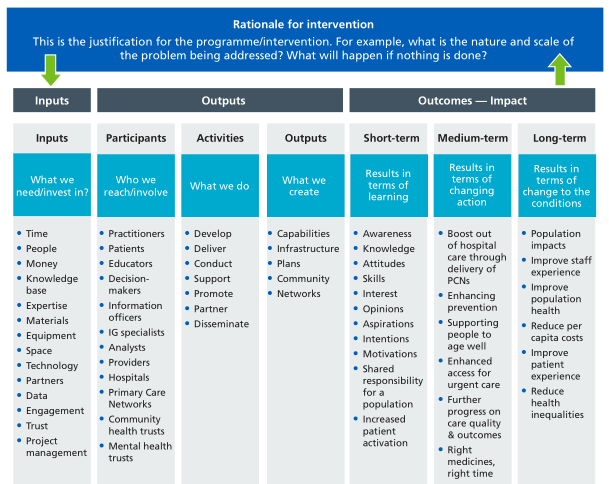 Rationale for intervention
This is the justification for the programme/intervention. For example, what is the nature and scale of
the problem being addressed? What will happen if nothing is done?
Inputs
Outputs
Outcomes — Impact
Inputs
What we
need/invest in?
• Time
• People
• Money
• Knowledge
base
• Expertise
• Materials
• Equipment
• Space
• Technology
• Partners
• Data
• Engagement
• Trust
• Project
management
Participants
Who we
reach/involve
• Practitioners
• Patients
• Educators
• Decision-
makers
• Information
officers
• IG specialists
• Analysts
• Providers
• Hospitals
• Primary Care
Networks
• Community
health trusts
• Mental health
trusts
Activities
What we do
• Develop
• Deliver
• Conduct
• Support
• Promote
• Partner
• Disseminate
Outputs
What we
create
• Capabilities
• Infrastructure
• Plans
• Community
• Networks
Short-term
Results in
terms of
learning
• Awareness
• Knowledge
• Attitudes
• Skills
• Interest
• Opinions
• Aspirations
• Intentions
• Motivations
• Shared
responsibility
for a
population
• Increased
patient
activation
Medium-term
Results in
terms of
changing
action
• Boost out
of hospital
care through
delivery of
PCNs
• Enhancing
prevention
• Supporting
people to
age well
• Enhanced
access for
urgent care
• Further
progress on
care quality
& outcomes
• Right
medicines,
right time
Long-term
Results in
terms of
change to the
conditions
• Population
impacts
• Improve staff
experience
• Improve
population
health
• Reduce per
capita costs
• Improve
patient
experience
• Reduce
health
inequalities